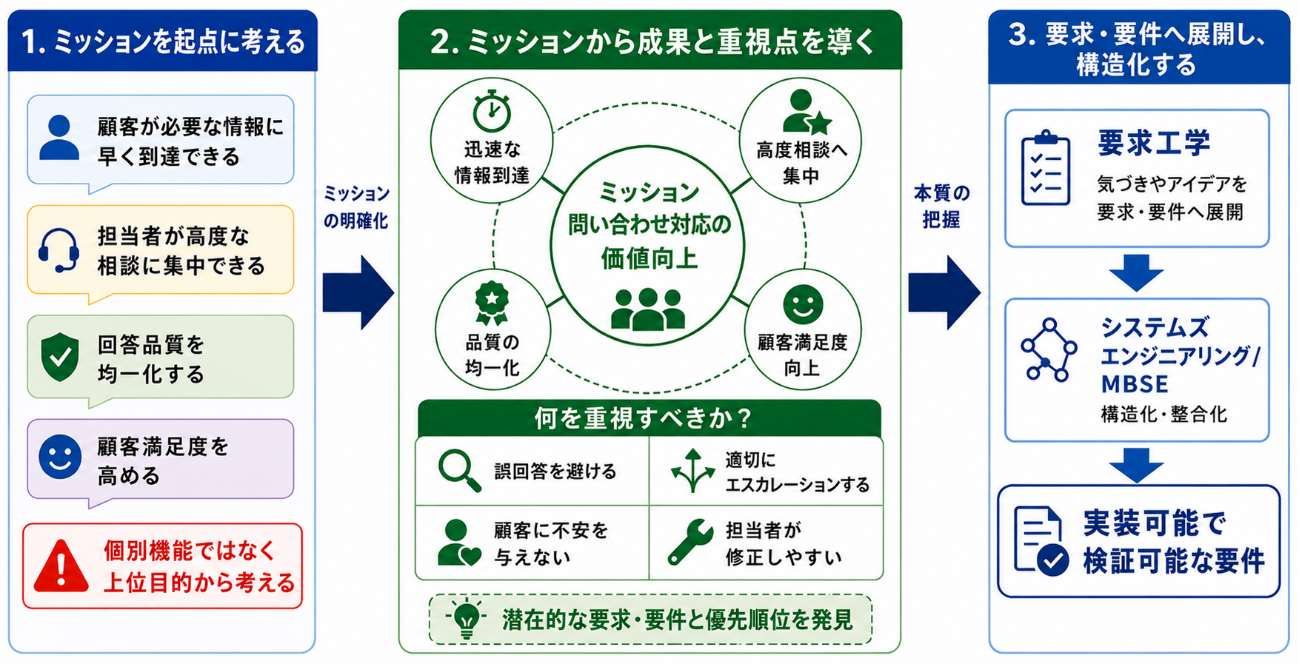 1. ミッションを起点に考える
顧客が必要な情報に
早く到達できる
担当者が高度な
相談に集中できる
回答品質を
均一化する
顧客満足度を
高める
個別機能ではなく
上位目的から考える
ミッション
の明確化
2. ミッションから成果と重視点を導く
迅速な
情報到達
高度相談へ
集中
ミッション
問い合わせ対応の
価値向上
品質の
均一化
顧客満足度
向上
何を重視すべきか？
誤回答を避ける
適切に
エスカレーションする
顧客に不安を
与えない
担当者が
修正しやすい
潜在的な要求・要件と優先順位を発見
本質の
把握
3. 要求・要件へ展開し、
構造化する
要求工学
気づきやアイデアを
要求・要件へ展開
システムズ
エンジニアリング/
MBSE
構造化・整合化
実装可能で
検証可能な要件